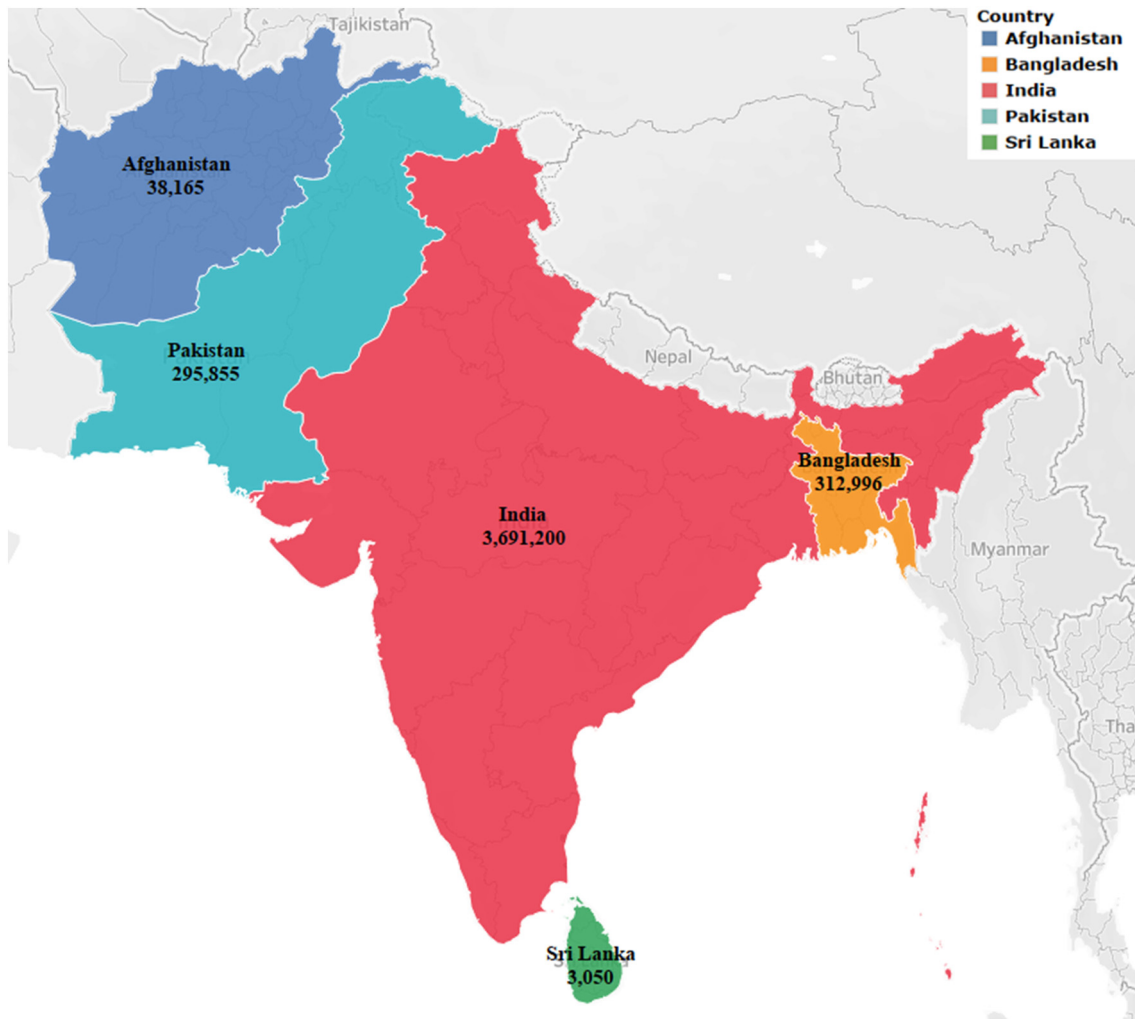 Tajikistan
Country
Afghanistan
Bangladesh
India
Pakistan
Sri Lanka
Afghanistan
38,165
Pakistan
295,855
Nepal
Bhutan
Bangladesh
312,996
India
3,691,200
Myanmar
Tha
Sri Lanka
3,050